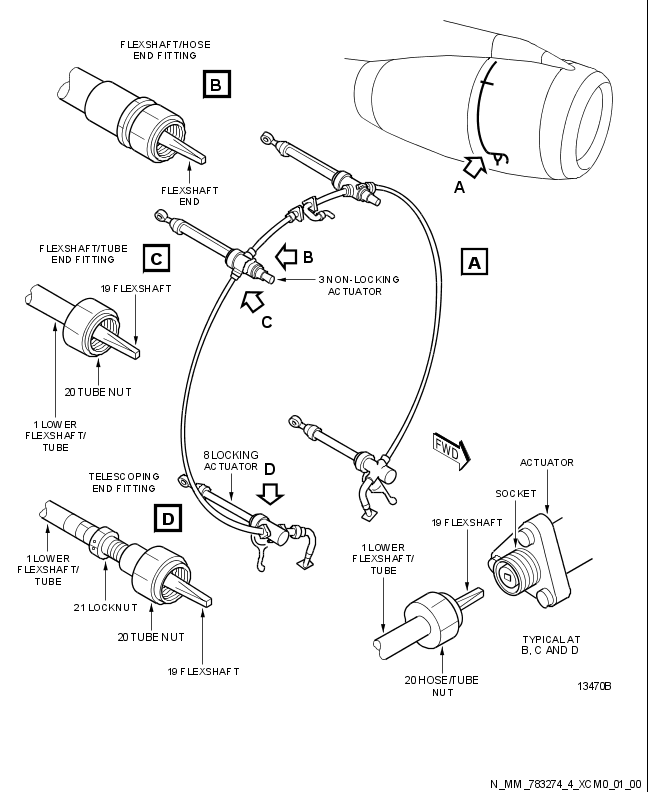 FLEXSHAFT/HOSE
END FITTING
B
FLEXSHAFT
END
A
FLEXSHAFT/TUBE
END FITTING
C
19 FLEXSHAFT
20 TUBE NUT
1 LOWER
FLEXSHAFT/
TUBE
B
3 NON-LOCKING
ACTUATOR
C
A
8 LOCKING
ACTUATOR
D
FWD
TELESCOPING
END FITTING
D
1 LOWER
FLEXSHAFT/
TUBE
21 LOCKNUT
20 TUBE NUT
19 FLEXSHAFT
ACTUATOR
SOCKET
19 FLEXSHAFT
1 LOWER
FLEXSHAFT/
TUBE
20 HOSE/TUBE
NUT
TYPICAL AT
B, C AND D
13470B
N_MM_783274_4_XCM0_01_00